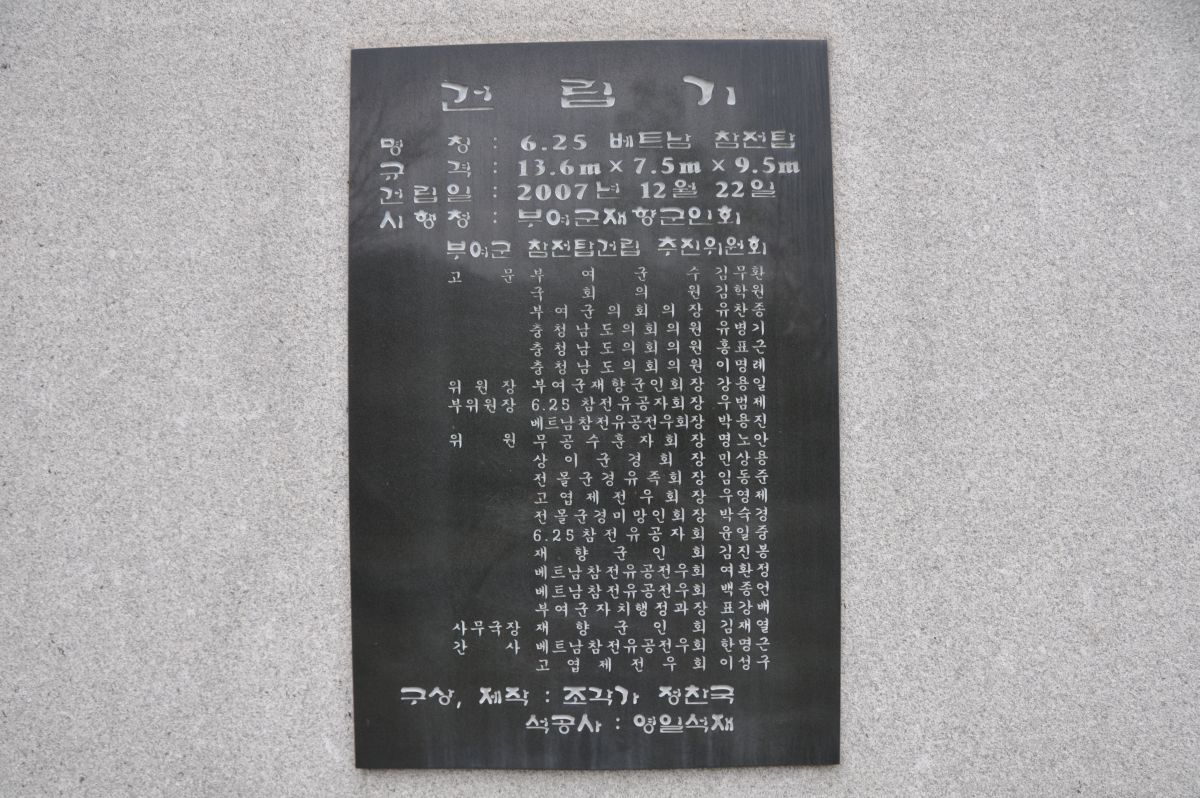 건 립 기
명 칭 : 6.25 베트남 참전탑
규 격 : 13.6m × 7.5m × 9.5m
건립일 : 2007년 12월 22일
시행청 : 부여군재향군인회
부여군 참전탑건립 추진위원회
고 문 부 여 군 수 김무환
국 회 의 원 김학원
부여군의회의장 유찬종
충청남도의회의원 유병기
충청남도의회의원 홍표근
충청남도의회의원 이명례
위 원 장 부여군재향군인회장 강용일
부위원장 6.25 참전유공자회장 우범제
베트남참전유공전우회장 박용진
위 원 무공수훈자회장 명노안
상이군경회장 민상용
전몰군경유족회장 임동준
고엽제전우회장 우영제
전몰군경미망인회장 박숙경
6.25참전유공자회 윤일중
재 향 군 인 회 김진봉
베트남참전유공전우회 여환정
베트남참전유공전우회 백종언
부여군자치행정과장 표강배
사무국장 재 향 군 인 회 김재열
간 사 베트남참전유공전우회 한명근
고엽제전우회 이성구
구상, 제작 : 조각가 정찬국
석공사 : 영일석재